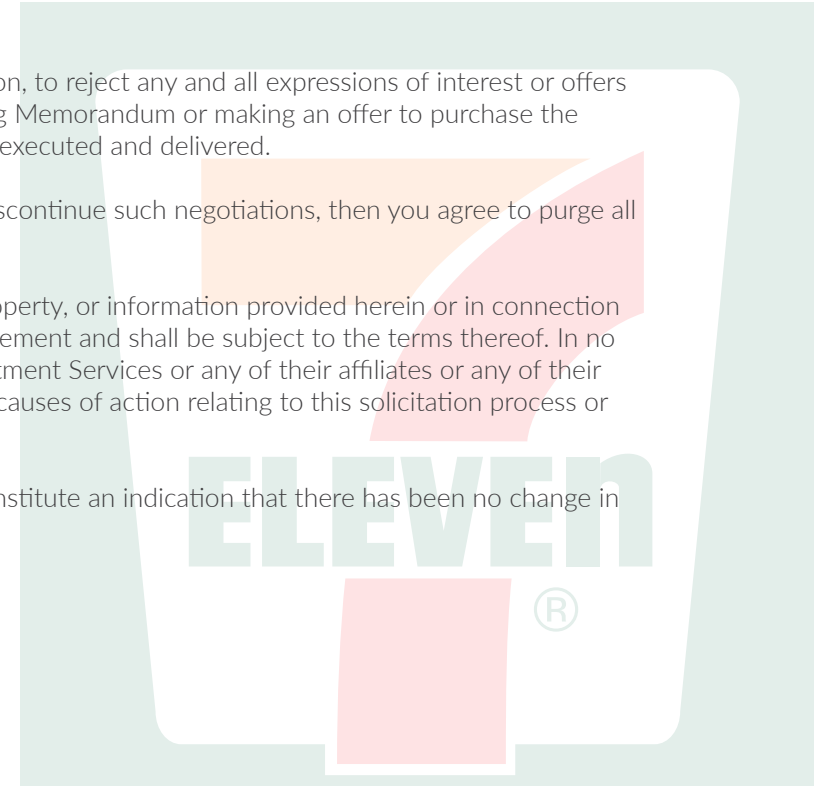 on, to reject any and all expressions of interest or offers
g Memorandum or making an offer to purchase the
executed and delivered.
scontinue such negotiations, then you agree to purge all
operty, or information provided herein or in connection
ement and shall be subject to the terms thereof. In no
tment Services or any of their affiliates or any of their
causes of action relating to this solicitation process or
nstitute an indication that there has been no change in
ELEVEn
®